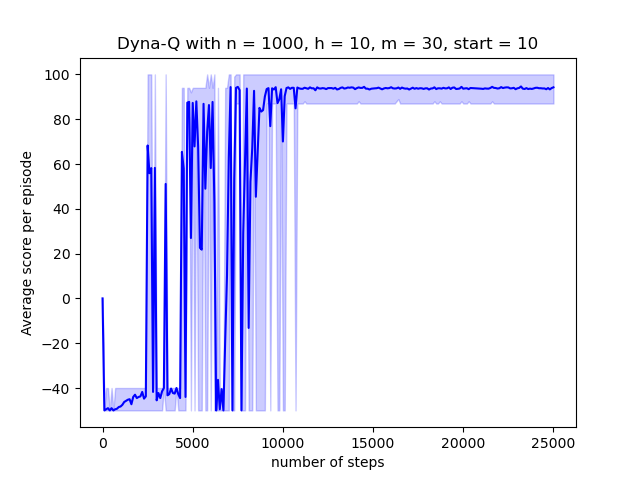 Dyna-Q with n = 1000, h = 10, m = 30, start = 10
Average score per episode
100
80
60
40
20
0
−20
−40
0 5000 10000 15000 20000 25000
number of steps